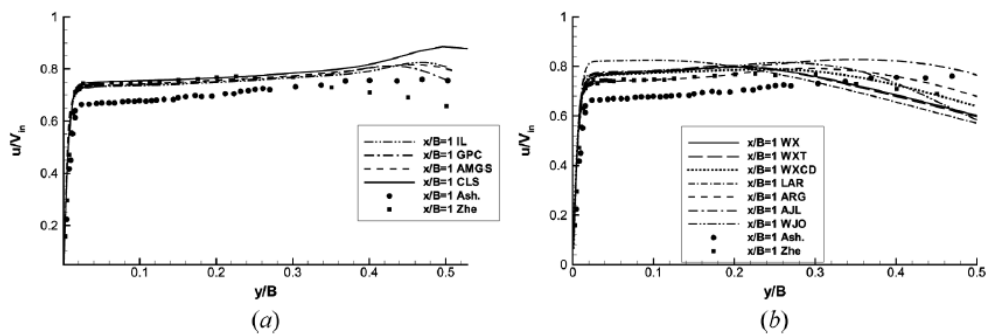 1
0.8
0.6
0.4
0.2
u/V_in
x/B=1 IL
x/B=1 GPC
x/B=1 AMGS
x/B=1 CLS
x/B=1 Ash.
x/B=1 Zhe
0.1
0.2
0.3
0.4
0.5
y/B
(a)
1
0.8
0.6
0.4
0.2
u/V_in
x/B=1 WX
x/B=1 WXT
x/B=1 WXCD
x/B=1 LAR
x/B=1 ARG
x/B=1 AJL
x/B=1 WJO
x/B=1 Ash.
x/B=1 Zhe
0
0.1
0.2
0.3
0.4
0.5
y/B
(b)